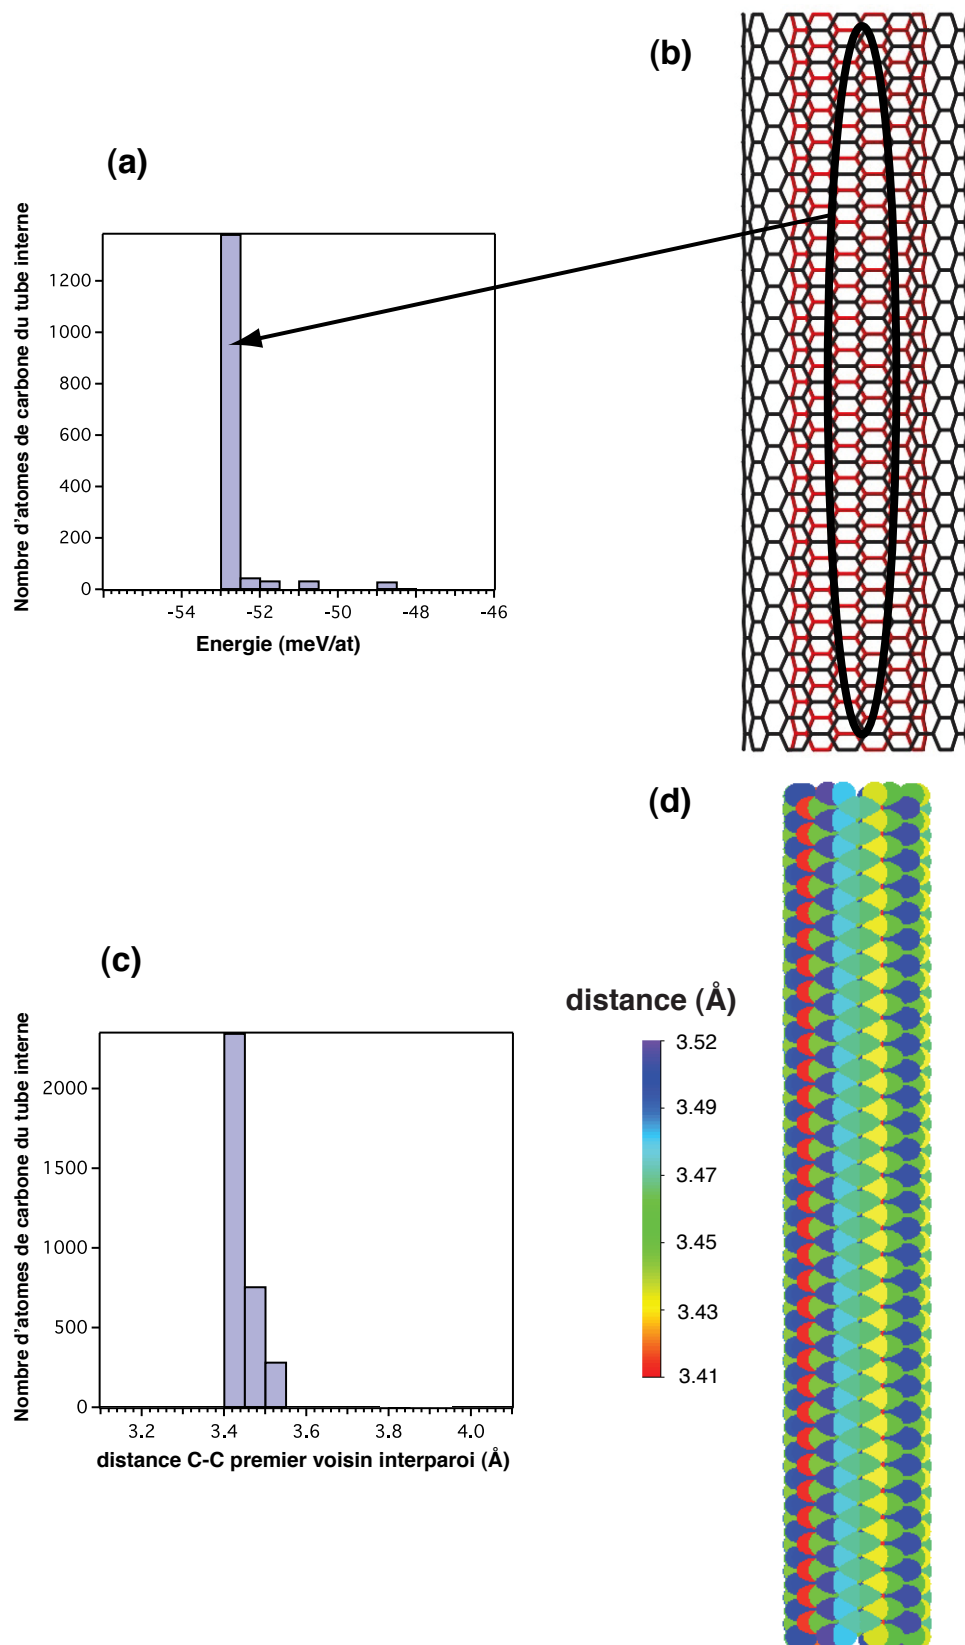 (b)
(a)
Nombre d'atomes de carbone du tube interne
1200
1000
800
600
400
200
0
-54 -52 -50 -48 -46
Energie (meV/at)
(d)
(c)
Nombre d'atomes de carbone du tube interne
2000
1500
1000
500
0
3.2 3.4 3.6 3.8 4.0
distance C-C premier voisin interparoi (Å)
distance (Å)
3.52
3.49
3.47
3.45
3.43
3.41